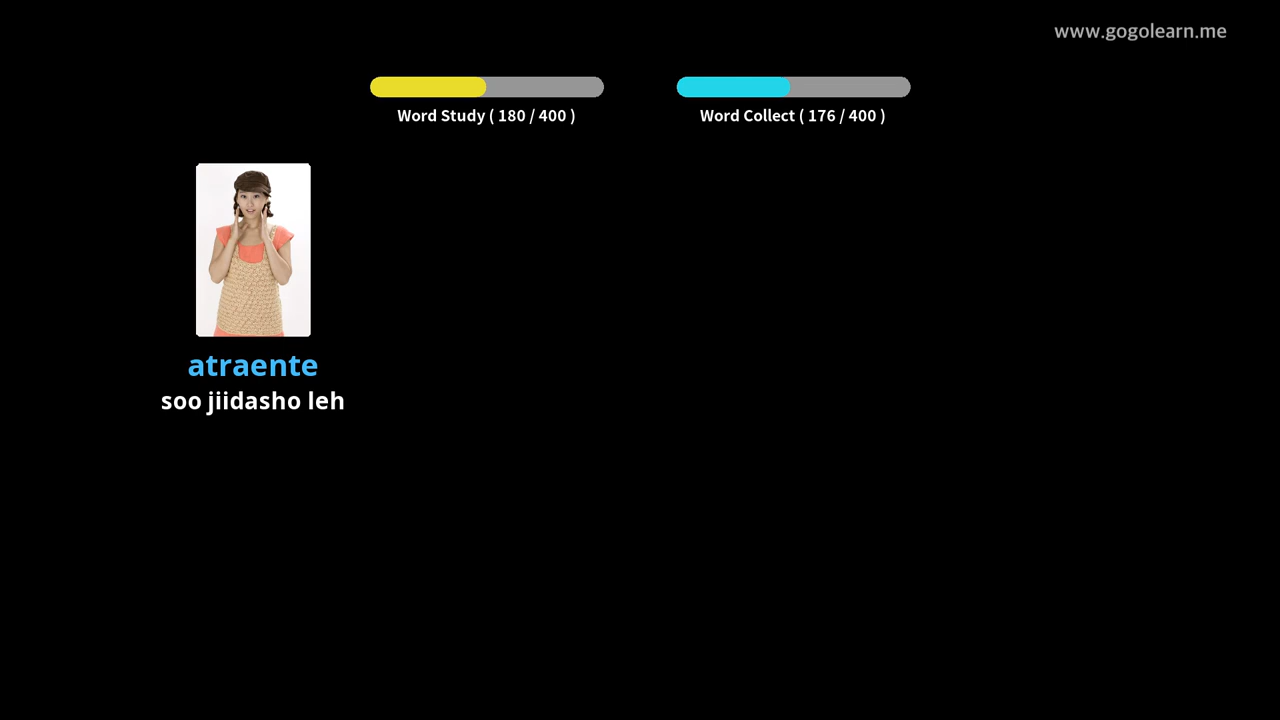 www.gogolearn.me
Word Study ( 180 / 400 )
Word Collect ( 176 / 400 )
atraente
soo jiidasho leh